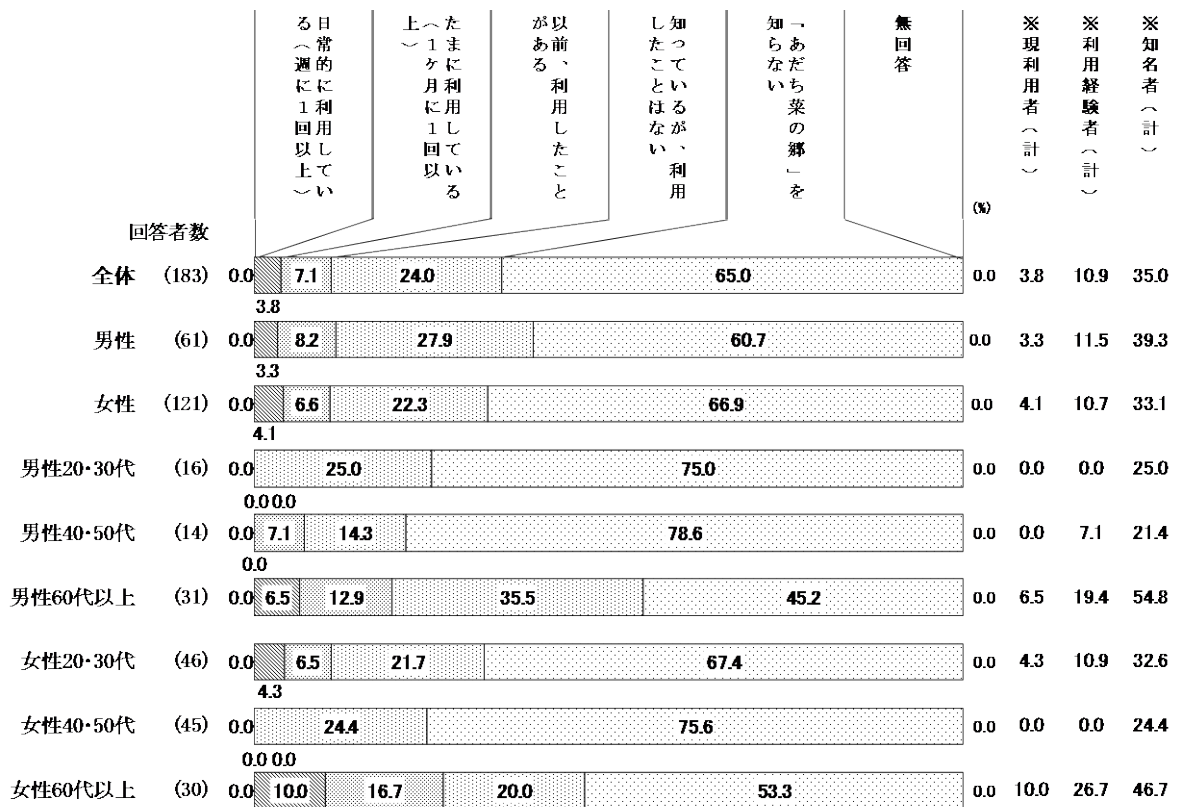 日常的に利用してい
る（週に１回以上）
たまに利用している
（１ケ月に１回以
上）
以前、利用したこと
がある
知っているが、利用
したことはない
「あだち菜の郷」を
知らない
無回答
※現利用者（計）
※利用経験者（計）
※知名者（計）
(%)
回答者数
全体 (183) 0.0 7.1 24.0 65.0 0.0 3.8 10.9 35.0
3.8
男性 (61) 0.0 8.2 27.9 60.7 0.0 3.3 11.5 39.3
3.3
女性 (121) 0.0 6.6 22.3 66.9 0.0 4.1 10.7 33.1
4.1
男性20・30代 (16) 0.0 25.0 75.0 0.0 0.0 0.0 25.0
0.0 0.0
男性40・50代 (14) 0.0 7.1 14.3 78.6 0.0 0.0 7.1 21.4
0.0
男性60代以上 (31) 0.0 6.5 12.9 35.5 45.2 0.0 6.5 19.4 54.8
女性20・30代 (46) 0.0 6.5 21.7 67.4 0.0 4.3 10.9 32.6
4.3
女性40・50代 (45) 0.0 24.4 75.6 0.0 0.0 0.0 24.4
0.0 0.0
女性60代以上 (30) 0.0 10.0 16.7 20.0 53.3 0.0 10.0 26.7 46.7